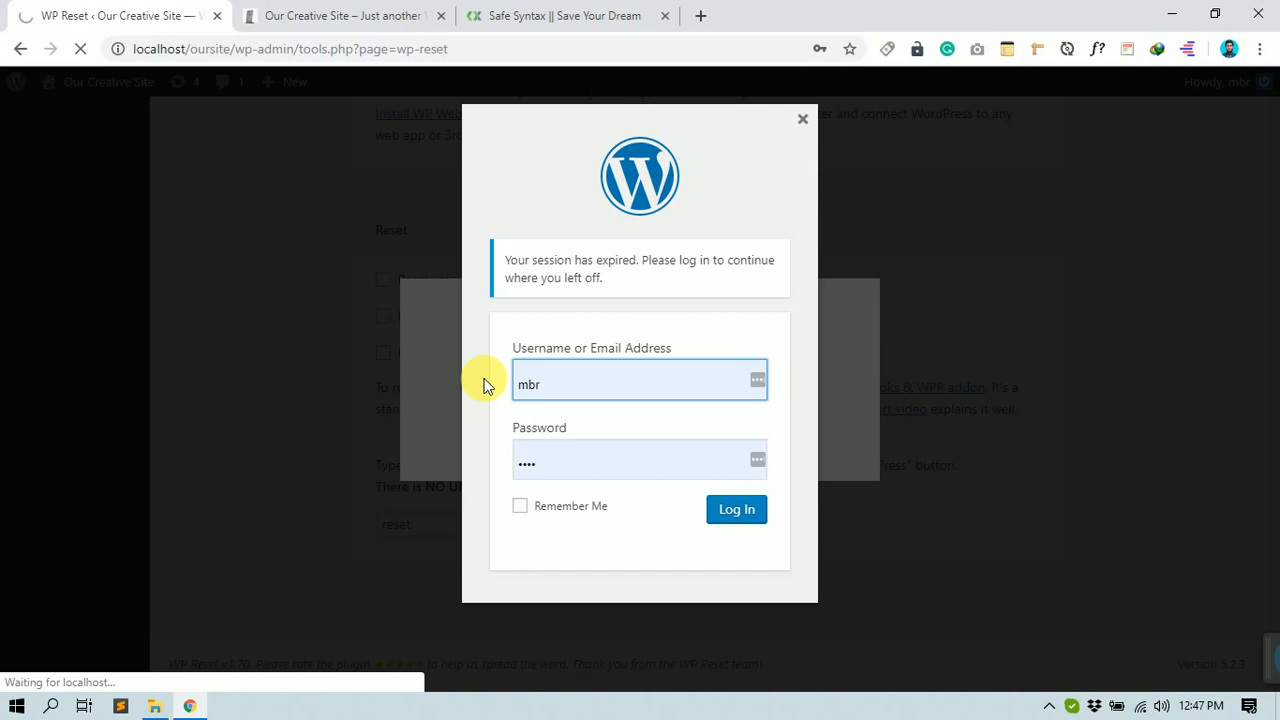 WP Reset ‹ Our Creative Site —
Our Creative Site – Just another V
Safe Syntax || Save Your Dream
localhost/oursite/wp-admin/tools.php?page=wp-reset
Our Creative Site
4
1
New
Howdy, mbr
Install WP Web
er and connect WordPress to any
web app or 3r
Reset
Your session has expired. Please log in to continue
where you left off.
Username or Email Address
mbr
To ru
oks & WPR addon. It's a
stan
rt video explains it well.
Password
••••
Typ
Press" button.
There is NO U
Remember Me
Log In
reset
WP Reset v1.70. Please rate the plugin ★★★★★ to help us spread the word. Thank you from the WP Reset team!
Version 5.2.3
Waiting for localhost...
12:47 PM